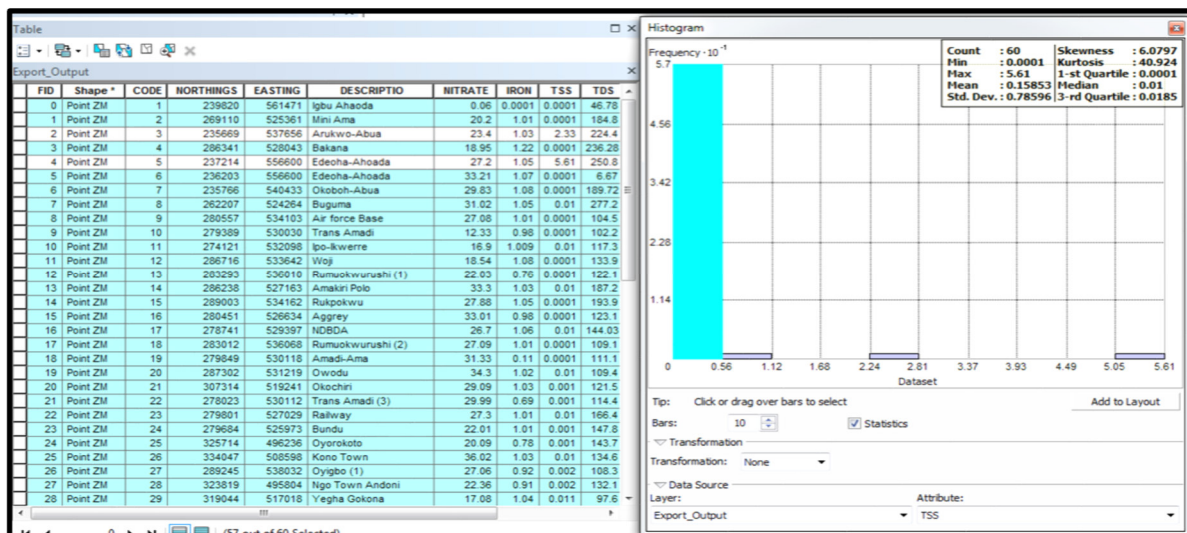 Table
Export_Output
FID Shape * CODE NORTHINGS EASTING DESCRIPTIO NITRATE IRON TSS TDS
0 Point ZM 1 239820 561471 Igbu Ahaoda 0.06 0.0001 0.0001 46.78
1 Point ZM 2 269110 525361 Mini Ama 20.2 1.01 0.0001 184.8
2 Point ZM 3 235669 537656 Arukwo-Abua 23.4 1.03 2.33 224.4
3 Point ZM 4 286341 528043 Bakana 18.95 1.22 0.0001 236.28
4 Point ZM 5 237214 556600 Edeoha-Ahoada 27.2 1.05 5.61 250.8
5 Point ZM 6 236203 556600 Edeoha-Ahoada 33.21 1.07 0.0001 6.67
6 Point ZM 7 235766 540433 Okoboh-Abua 29.83 1.08 0.0001 189.72
7 Point ZM 8 262207 524264 Buguma 31.02 1.05 0.01 277.2
8 Point ZM 9 280557 534103 Air force Base 27.08 1.01 0.0001 104.5
9 Point ZM 10 279389 530030 Trans Amadi 12.33 0.98 0.0001 102.2
10 Point ZM 11 274121 532098 Ipo-Ikwerre 16.9 1.009 0.01 117.3
11 Point ZM 12 286716 533642 Woji 18.54 1.08 0.0001 133.9
12 Point ZM 13 283293 536010 Rumuokwurushi (1) 22.03 0.76 0.0001 122.1
13 Point ZM 14 286238 527163 Amakiri Polo 33.3 1.03 0.01 187.2
14 Point ZM 15 289003 534162 Rukpokwu 27.88 1.05 0.0001 193.9
15 Point ZM 16 280451 526634 Aggrey 33.01 0.98 0.0001 123.1
16 Point ZM 17 278741 529397 NDBDA 26.7 1.06 0.01 144.03
17 Point ZM 18 283012 536068 Rumuokwurushi (2) 27.09 1.01 0.0001 109.1
18 Point ZM 19 279849 530118 Amadi-Ama 31.33 0.11 0.0001 111.1
19 Point ZM 20 287302 531219 Owodu 34.3 1.02 0.01 109.4
20 Point ZM 21 307314 519241 Okochiri 29.09 1.03 0.001 121.5
21 Point ZM 22 278023 530112 Trans Amadi (3) 29.99 0.69 0.001 114.4
22 Point ZM 23 279801 527029 Railway 27.3 1.01 0.01 166.4
23 Point ZM 24 279684 525973 Bundu 22.01 1.01 0.001 147.8
24 Point ZM 25 325714 496236 Oyorokoto 20.09 0.78 0.001 143.7
25 Point ZM 26 334047 508598 Kono Town 36.02 1.03 0.01 134.6
26 Point ZM 27 289245 538032 Oyigbo (1) 27.06 0.92 0.002 108.3
27 Point ZM 28 323819 495804 Ngo Town Andoni 22.36 0.91 0.002 132.1
28 Point ZM 29 319044 517018 Yegha Gokona 17.08 1.04 0.011 97.6
(57 out of 60 Selected)
Histogram
Frequency · 10⁻¹
Count : 60 Skewness : 6.0797
Min : 0.0001 Kurtosis : 40.924
Max : 5.61 1-st Quartile : 0.0001
Mean : 0.15853 Median : 0.01
Std. Dev. : 0.78596 3-rd Quartile : 0.0185
5.7
4.56
3.42
2.28
1.14
0 0.56 1.12 1.68 2.24 2.81 3.37 3.93 4.49 5.05 5.61
Dataset
Tip: Click or drag over bars to select Add to Layout
Bars: 10 Statistics
Transformation
Transformation: None
Data Source
Layer: Attribute:
Export_Output TSS